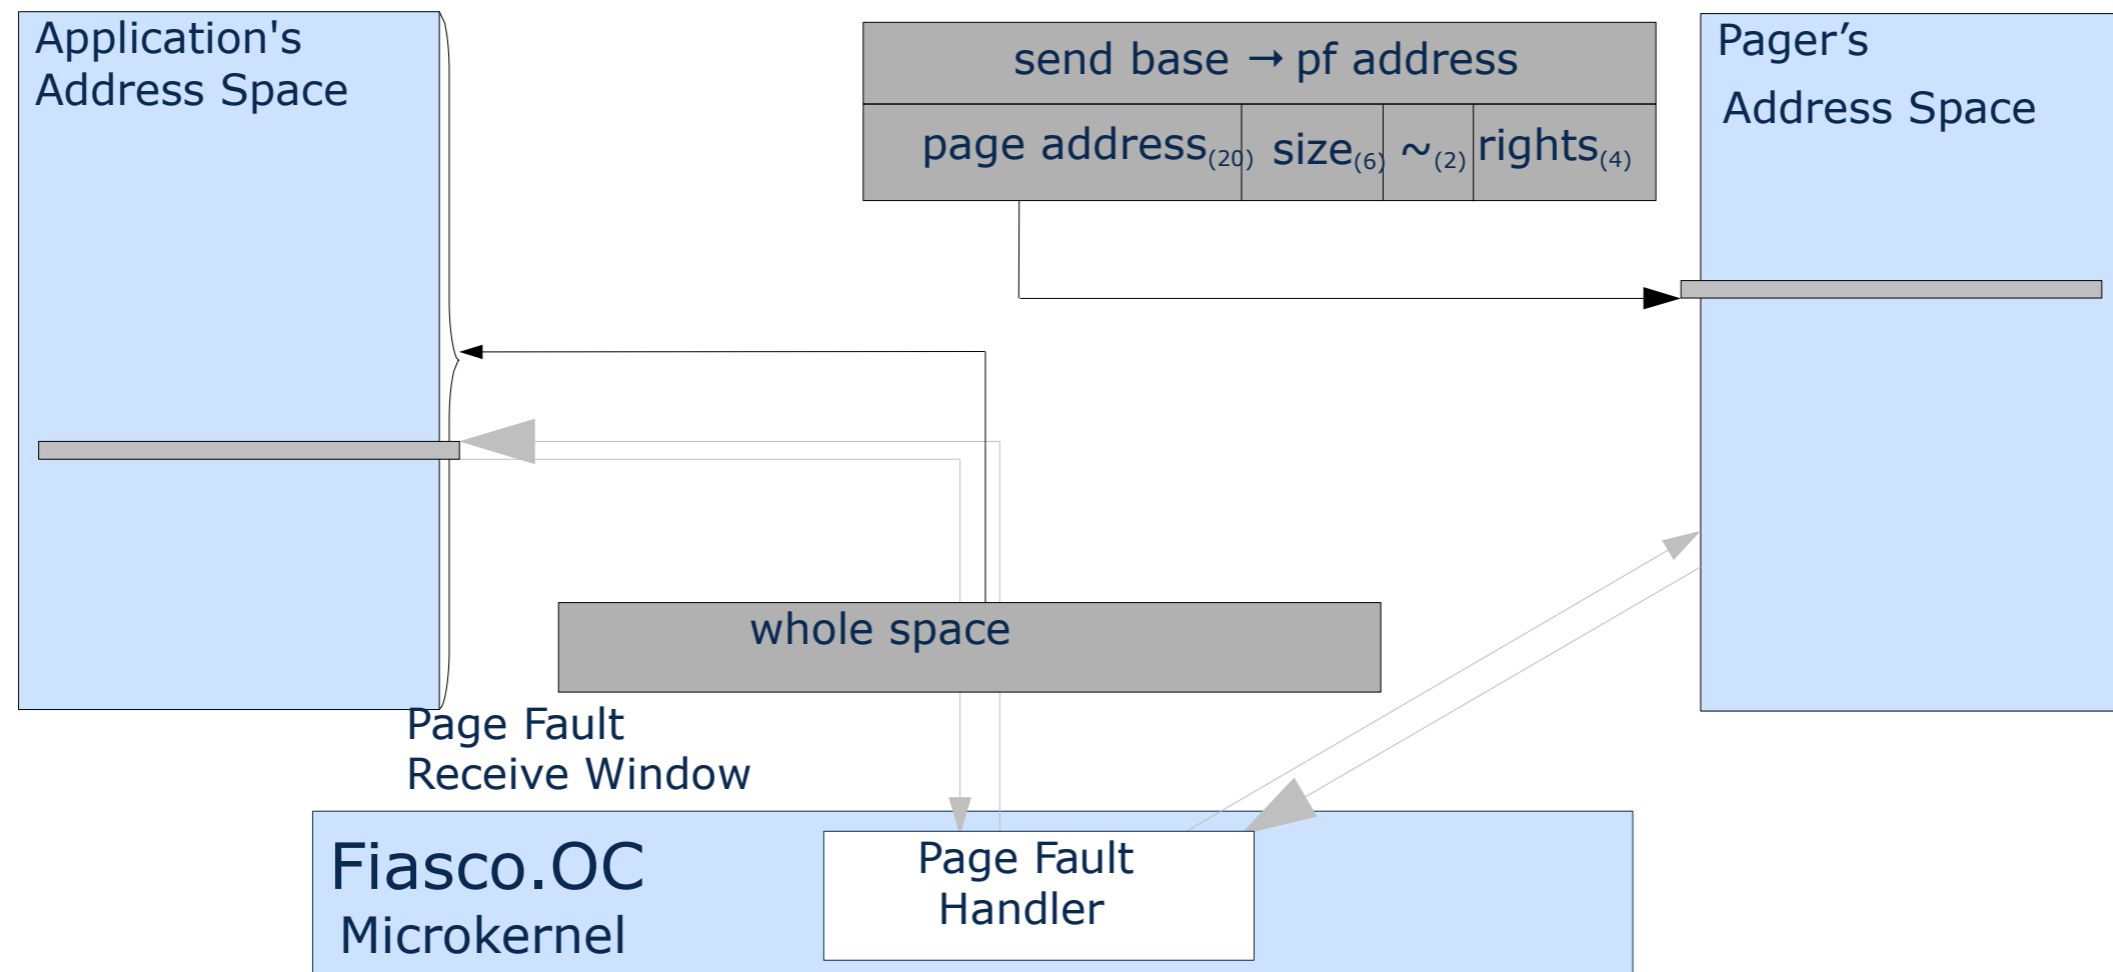 Application's
Address Space
send base → pf address
page address(20) size(6) ~(2) rights(4)
Pager’s
Address Space
whole space
Page Fault
Receive Window
Fiasco.OC
Microkernel
Page Fault
Handler